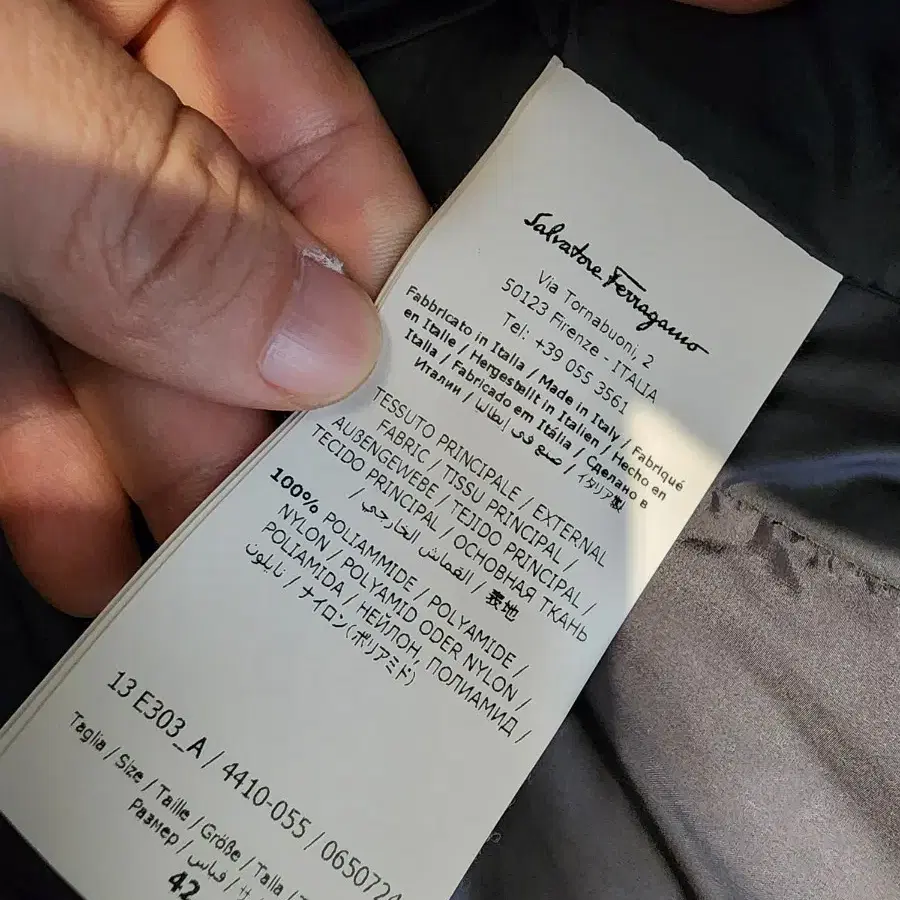 Salvatore Ferragamo
Via Tornabuoni, 2
50123 Firenze - ITALIA
Tel: +39 055 3561
Fabbricato in Italia / Made in Italy / Fabriqué
en Italie / Hergestellt in Italien / Hecho en
Italia / Fabricado em Itália / Сделано в
Италии / صنع في إيطاليا / イタリア製
TESSUTO PRINCIPALE / EXTERNAL
FABRIC / TISSU PRINCIPAL /
AUßENGEWEBE / TEJIDO PRINCIPAL /
TECIDO PRINCIPAL / ОСНОВНАЯ ТКАНЬ
/ القماش الخارجي / 表地
100% POLIAMMIDE / POLYAMIDE /
NYLON / POLYAMID ODER NYLON /
POLIAMIDA / НЕЙЛОН, ПОЛИАМИД /
ナイロン(ポリアミド) / نايلون
13 E303_A / 4410-055 / 065072
Taglia / Size / Taille / Größe / Talla /
Размер / قياس /
42